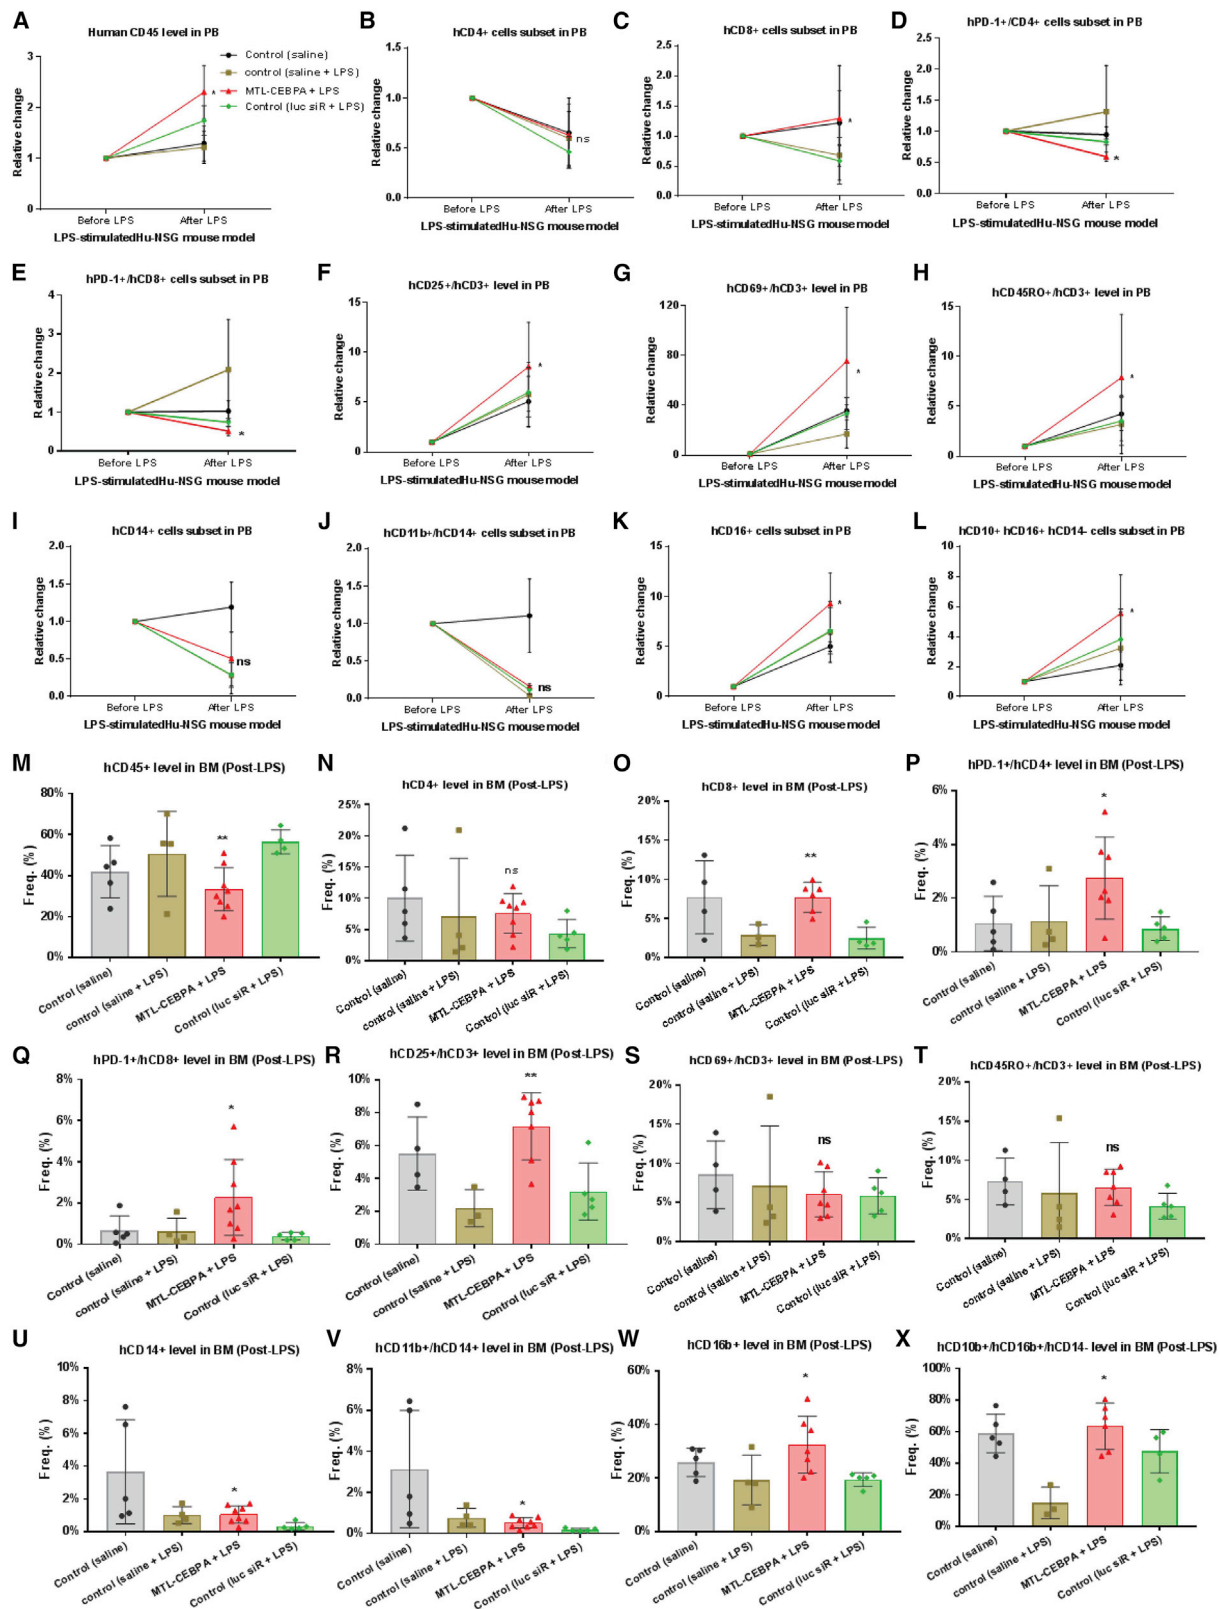 A
Human CD45 level in PB
Relative change
3
2
1
0
Before LPS After LPS
LPS-stimulatedHu-NSG mouse model
Control (saline)
control (saline + LPS)
MTL-CEBPA + LPS
Control (luc siR + LPS)
*
B
hCD4+ cells subset in PB
Relative change
1.5
1.0
0.5
0.0
ns
Before LPS After LPS
LPS-stimulatedHu-NSG mouse model
C
hCD8+ cells subset in PB
Relative change
2.5
2.0
1.5
1.0
0.5
0.0
*
Before LPS After LPS
LPS-stimulatedHu-NSG mouse model
D
hPD-1+/CD4+ cells subset in PB
Relative change
2.5
2.0
1.5
1.0
0.5
0.0
*
Before LPS After LPS
LPS-stimulatedHu-NSG mouse model
E
hPD-1+/hCD8+ cells subset in PB
Relative change
4
3
2
1
0
*
Before LPS After LPS
LPS-stimulatedHu-NSG mouse model
F
hCD25+/hCD3+ level in PB
Relative change
15
10
5
0
*
Before LPS After LPS
LPS-stimulatedHu-NSG mouse model
G
hCD69+/hCD3+ level in PB
Relative change
120
80
40
0
*
Before LPS After LPS
LPS-stimulatedHu-NSG mouse model
H
hCD45RO+/hCD3+ level in PB
Relative change
15
10
5
0
*
Before LPS After LPS
LPS-stimulatedHu-NSG mouse model
I
hCD14+ cells subset in PB
Relative change
2.0
1.5
1.0
0.5
0.0
ns
Before LPS After LPS
LPS-stimulatedHu-NSG mouse model
J
hCD11b+/hCD14+ cells subset in PB
Relative change
2.0
1.5
1.0
0.5
0.0
ns
Before LPS After LPS
LPS-stimulatedHu-NSG mouse model
K
hCD16+ cells subset in PB
Relative change
15
10
5
0
*
Before LPS After LPS
LPS-stimulatedHu-NSG mouse model
L
hCD10+ hCD16+ hCD14- cells subset in PB
Relative change
10
8
6
4
2
0
*
Before LPS After LPS
LPS-stimulatedHu-NSG mouse model
M
hCD45+ level in BM (Post-LPS)
Freq. (%)
80%
60%
40%
20%
0%
**
Control (saline)
control (saline + LPS)
MTL-CEBPA + LPS
Control (luc siR + LPS)
N
hCD4+ level in BM (Post-LPS)
Freq. (%)
25%
20%
15%
10%
5%
0%
ns
Control (saline)
control (saline + LPS)
MTL-CEBPA + LPS
Control (luc siR + LPS)
O
hCD8+ level in BM (Post-LPS)
Freq. (%)
20%
15%
10%
5%
0%
**
Control (saline)
control (saline + LPS)
MTL-CEBPA + LPS
Control (luc siR + LPS)
P
hPD-1+/hCD4+ level in BM (Post-LPS)
Freq. (%)
6%
4%
2%
0%
*
Control (saline)
control (saline + LPS)
MTL-CEBPA + LPS
Control (luc siR + LPS)
Q
hPD-1+/hCD8+ level in BM (Post-LPS)
Freq. (%)
8%
6%
4%
2%
0%
*
Control (saline)
control (saline + LPS)
MTL-CEBPA + LPS
Control (luc siR + LPS)
R
hCD25+/hCD3+ level in BM (Post-LPS)
Freq. (%)
10%
8%
6%
4%
2%
0%
**
Control (saline)
control (saline + LPS)
MTL-CEBPA + LPS
Control (luc siR + LPS)
S
hCD69+/hCD3+ level in BM (Post-LPS)
Freq. (%)
20%
15%
10%
5%
0%
ns
Control (saline)
control (saline + LPS)
MTL-CEBPA + LPS
Control (luc siR + LPS)
T
hCD45RO+/hCD3+ level in BM (Post-LPS)
Freq. (%)
20%
15%
10%
5%
0%
ns
Control (saline)
control (saline + LPS)
MTL-CEBPA + LPS
Control (luc siR + LPS)
U
hCD14+ level in BM (Post-LPS)
Freq. (%)
10%
8%
6%
4%
2%
0%
*
Control (saline)
control (saline + LPS)
MTL-CEBPA + LPS
Control (luc siR + LPS)
V
hCD11b+/hCD14+ level in BM (Post-LPS)
Freq. (%)
8%
6%
4%
2%
0%
*
Control (saline)
control (saline + LPS)
MTL-CEBPA + LPS
Control (luc siR + LPS)
W
hCD16b+ level in BM (Post-LPS)
Freq. (%)
60%
40%
20%
0%
*
Control (saline)
control (saline + LPS)
MTL-CEBPA + LPS
Control (luc siR + LPS)
X
hCD10b+/hCD16b+/hCD14- level in BM (Post-LPS)
Freq. (%)
100%
80%
60%
40%
20%
0%
*
Control (saline)
control (saline + LPS)
MTL-CEBPA + LPS
Control (luc siR + LPS)